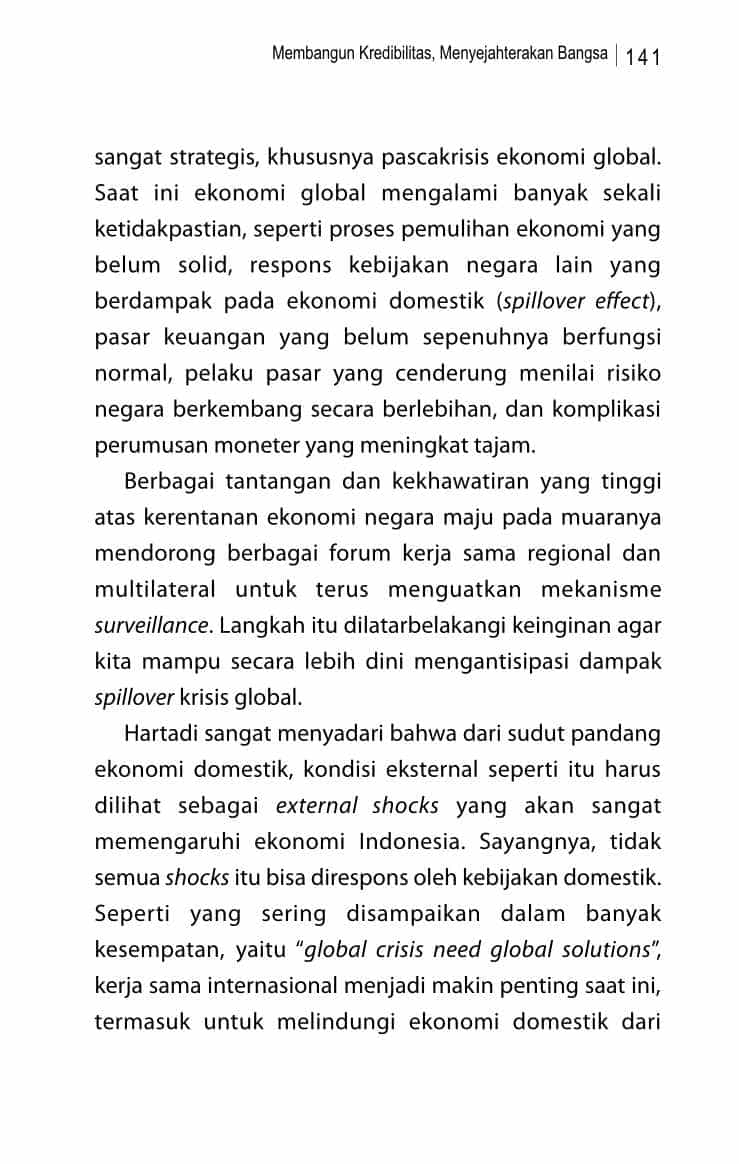 Membangun Kredibilitas, Menyejahterakan Bangsa | 141
sangat strategis, khususnya pascakrisis ekonomi global.
Saat ini ekonomi global mengalami banyak sekali
ketidakpastian, seperti proses pemulihan ekonomi yang
belum solid, respons kebijakan negara lain yang
berdampak pada ekonomi domestik (spillover effect),
pasar keuangan yang belum sepenuhnya berfungsi
normal, pelaku pasar yang cenderung menilai risiko
negara berkembang secara berlebihan, dan komplikasi
perumusan moneter yang meningkat tajam.
Berbagai tantangan dan kekhawatiran yang tinggi
atas kerentanan ekonomi negara maju pada muaranya
mendorong berbagai forum kerja sama regional dan
multilateral untuk terus menguatkan mekanisme
surveillance. Langkah itu dilatarbelakangi keinginan agar
kita mampu secara lebih dini mengantisipasi dampak
spillover krisis global.
Hartadi sangat menyadari bahwa dari sudut pandang
ekonomi domestik, kondisi eksternal seperti itu harus
dilihat sebagai external shocks yang akan sangat
memengaruhi ekonomi Indonesia. Sayangnya, tidak
semua shocks itu bisa direspons oleh kebijakan domestik.
Seperti yang sering disampaikan dalam banyak
kesempatan, yaitu “global crisis need global solutions”,
kerja sama internasional menjadi makin penting saat ini,
termasuk untuk melindungi ekonomi domestik dari